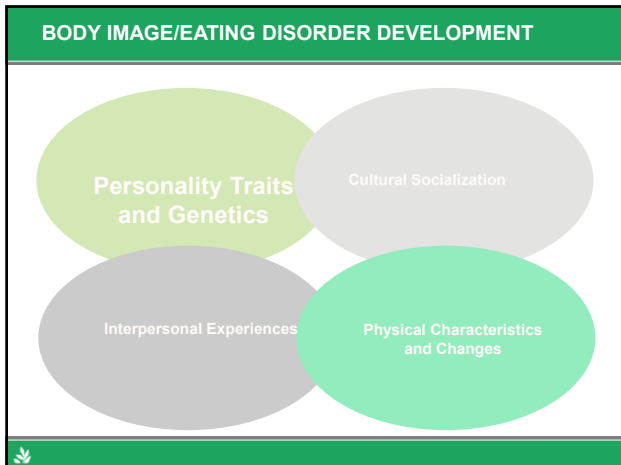 BODY IMAGE/EATING DISORDER DEVELOPMENT
Personality Traits
and Genetics
Cultural Socialization
Interpersonal Experiences
Physical Characteristics
and Changes